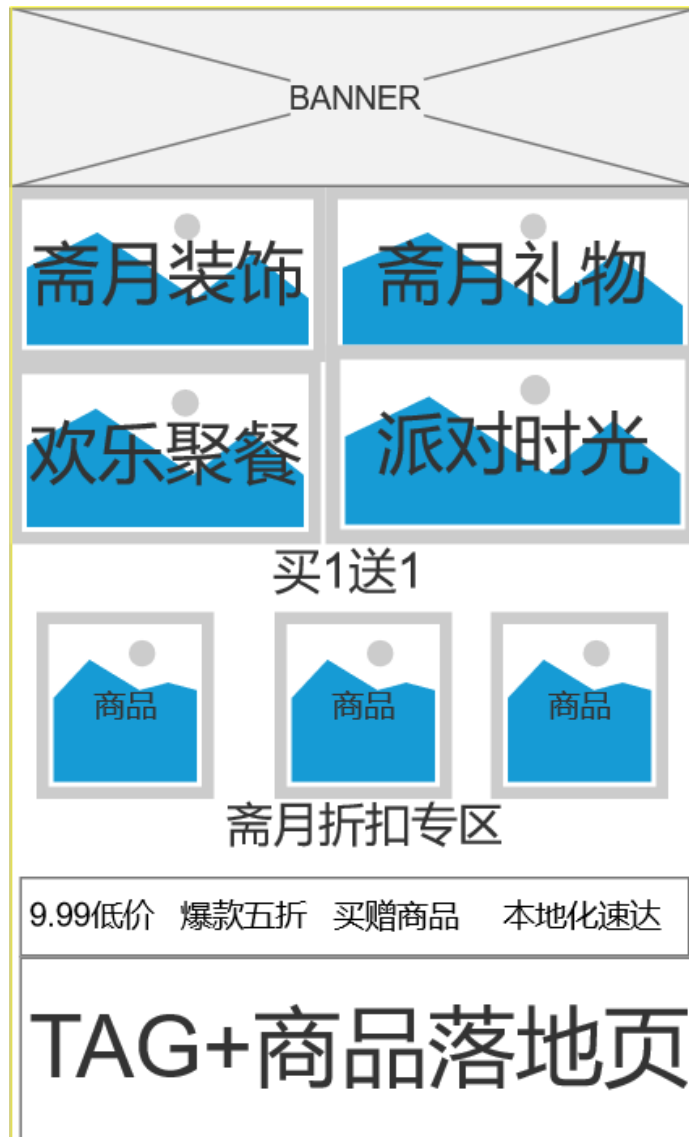 BANNER
斋月装饰 斋月礼物
欢乐聚餐 派对时光
买1送1
商品 商品 商品
斋月折扣专区
9.99低价 爆款五折 买赠商品 本地化速达
TAG+商品落地页